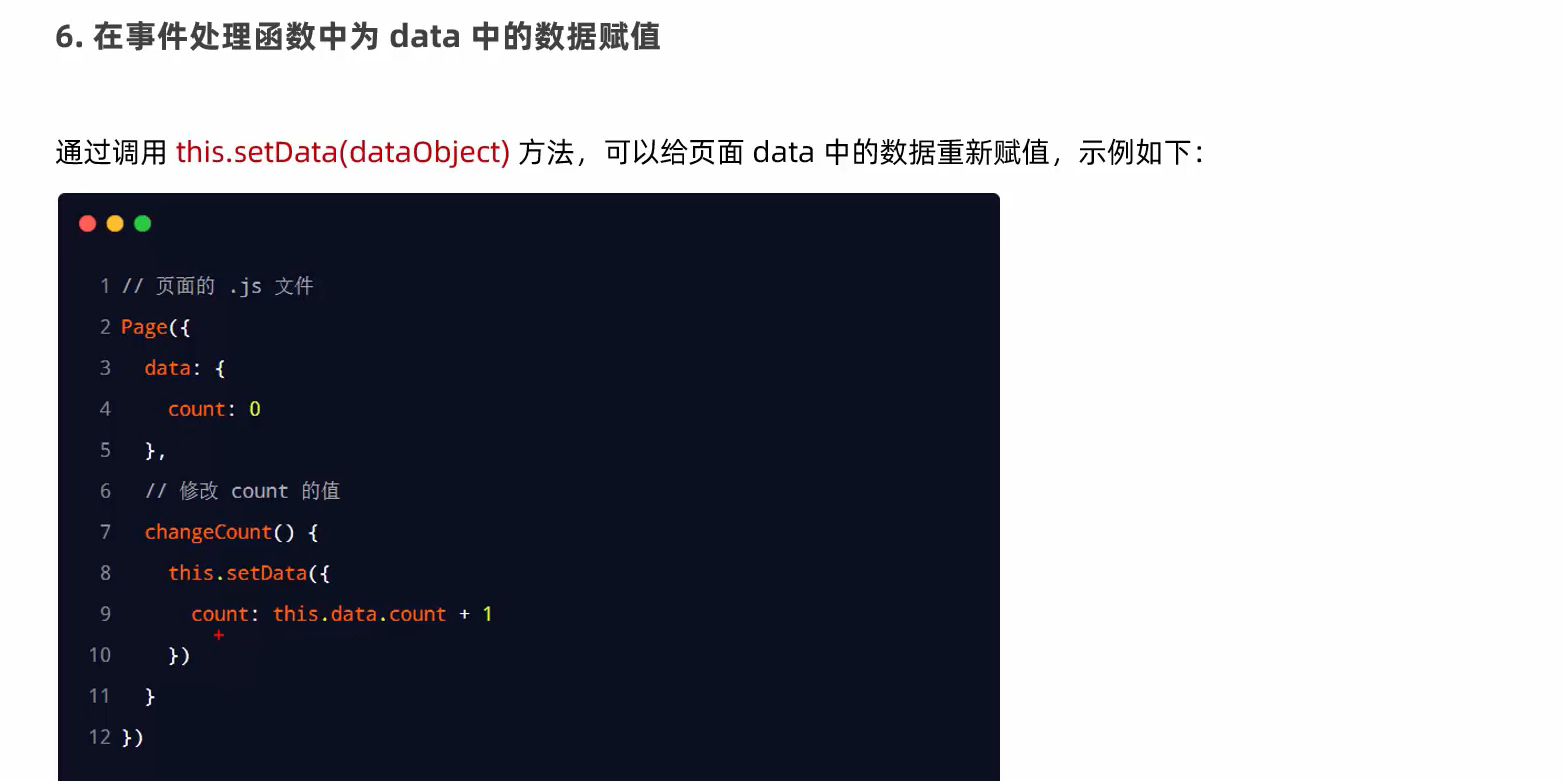 6. 在事件处理函数中为 data 中的数据赋值
通过调用 this.setData(dataObject) 方法，可以给页面 data 中的数据重新赋值，示例如下：
1 // 页面的 .js 文件
2 Page({
3   data: {
4     count: 0
5   },
6   // 修改 count 的值
7   changeCount() {
8     this.setData({
9       count: this.data.count + 1
10     })
11   }
12 })